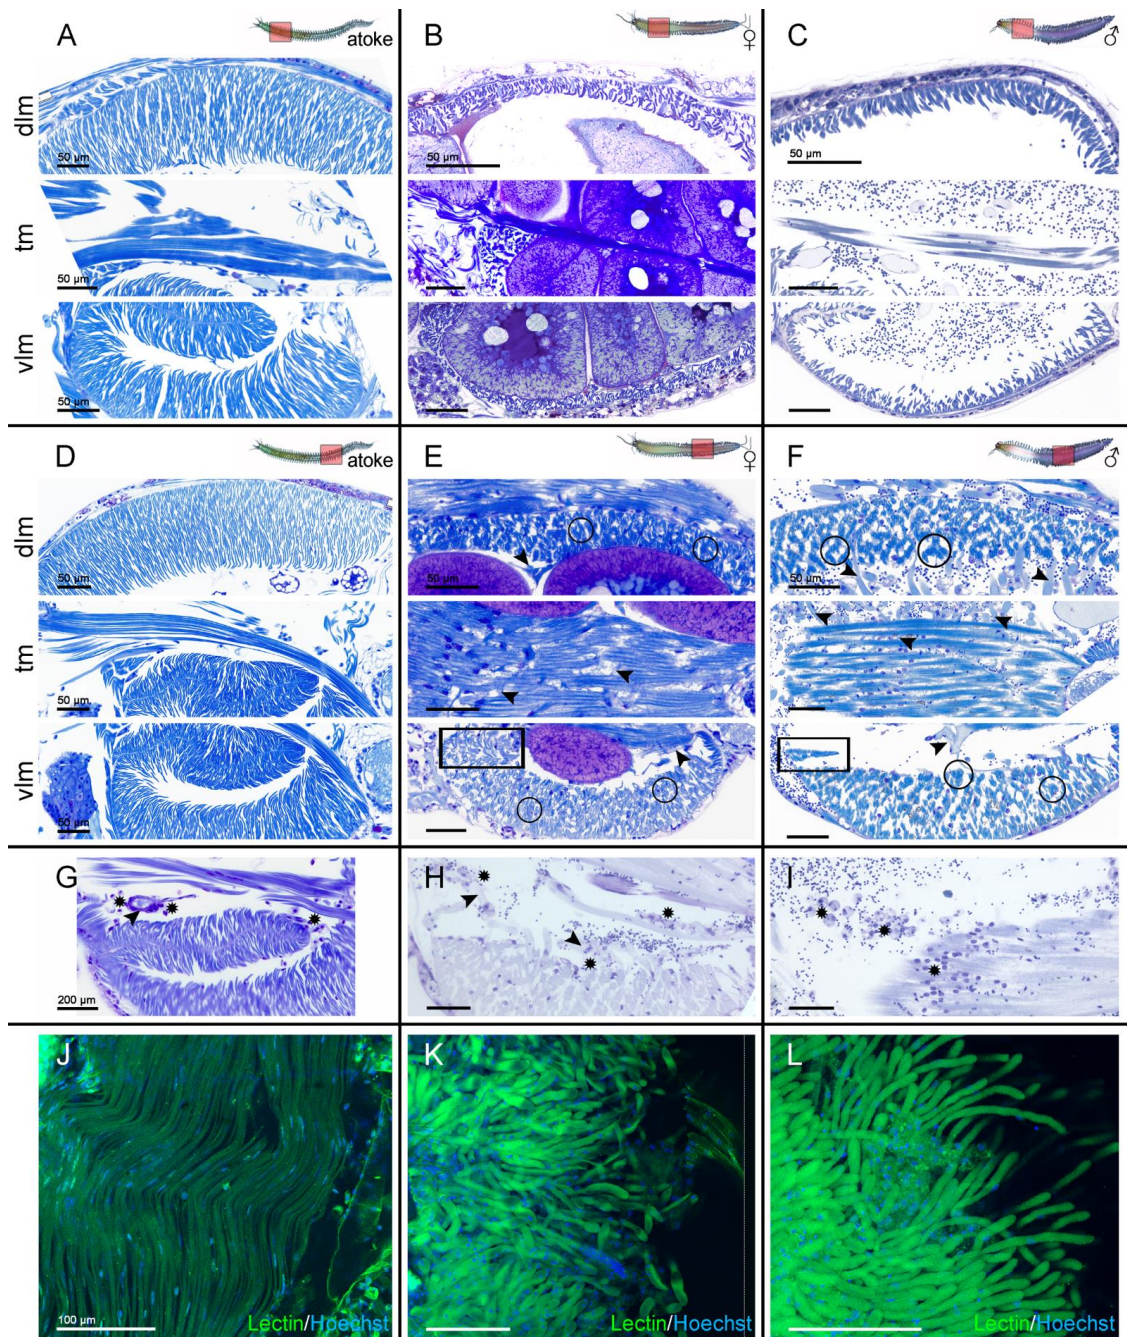 A
atoke
B
♀
C
♂
dlm
50 µm
50 µm
50 µm
tm
50 µm
vlm
50 µm
D
atoke
E
♀
F
♂
dlm
50 µm
50 µm
50 µm
tm
50 µm
vlm
50 µm
G
H
I
200 µm
J
K
L
100 µm
Lectin/Hoechst
Lectin/Hoechst
Lectin/Hoechst